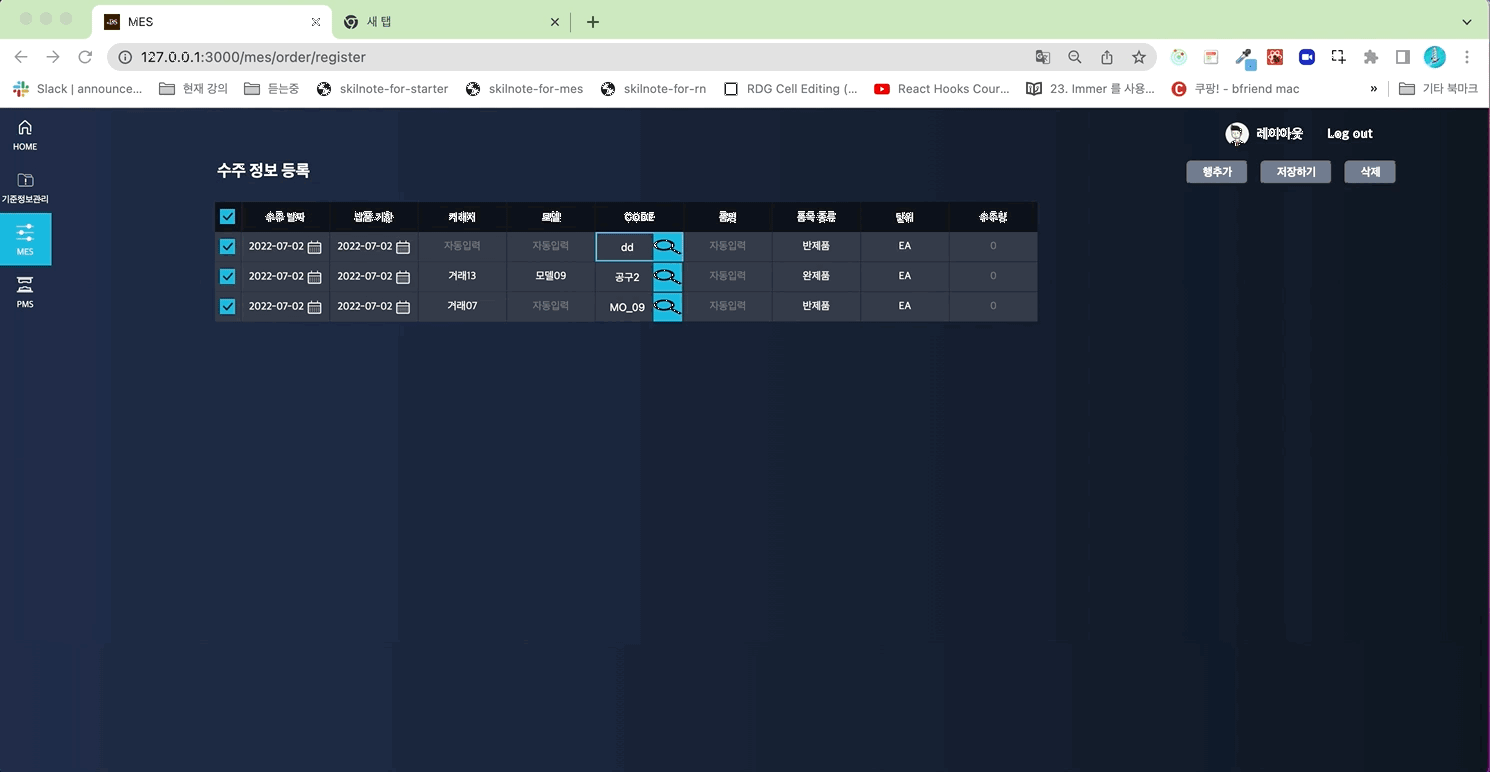 MES
새 탭
127.0.0.1:3000/mes/order/register
Slack | announce... 현재 강의 듣는중 skilnote-for-starter skilnote-for-mes skilnote-for-rn RDG Cell Editing (... React Hooks Cour... 23. Immer 를 사용... 쿠팡! - bfriend mac » 기타 북마크
HOME
기준정보관리
MES
PMS
레이아웃 Log out
수주 정보 등록 행추가 저장하기 삭제
수주 날짜 납품 기한 거래처 모델 CODE 품명 품목 종류 단위 수주량
2022-07-02 2022-07-02 자동입력 자동입력 dd 자동입력 반제품 EA 0
2022-07-02 2022-07-02 거래13 모델09 공구2 자동입력 완제품 EA 0
2022-07-02 2022-07-02 거래07 자동입력 MO_09 자동입력 반제품 EA 0